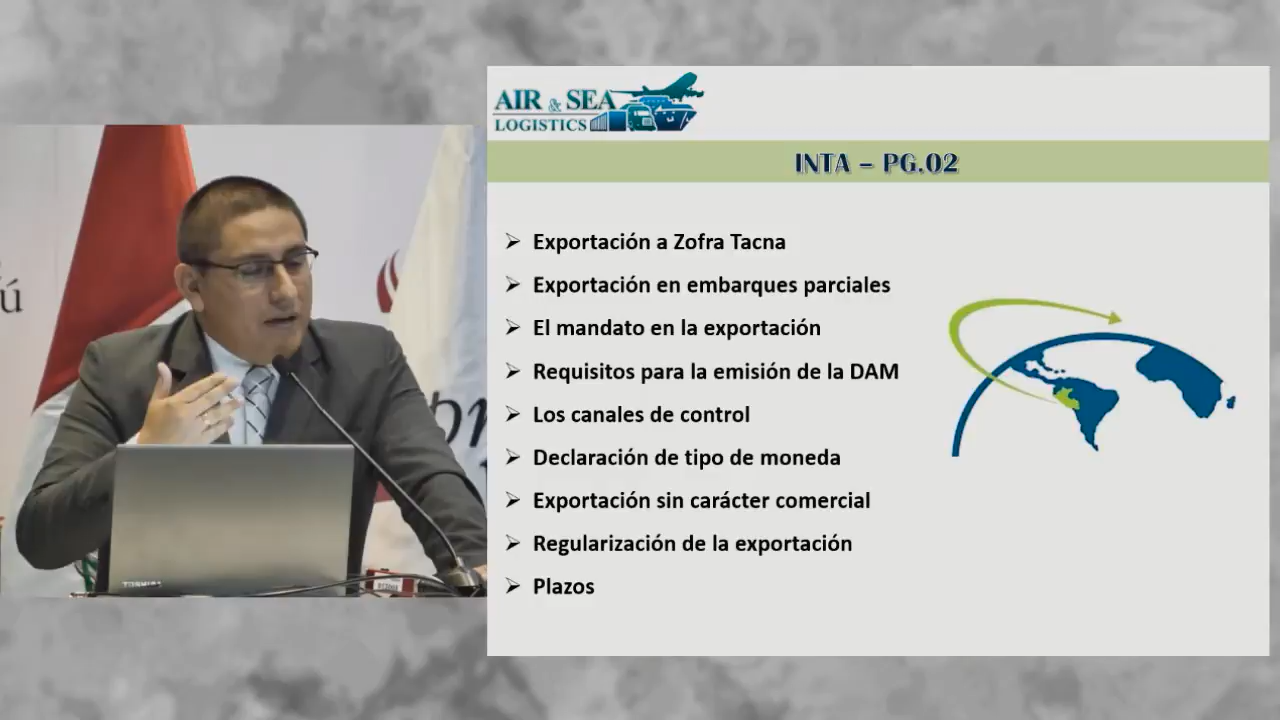 AIR & SEA
LOGISTICS
INTA – PG.02
Exportación a Zofra Tacna
Exportación en embarques parciales
El mandato en la exportación
Requisitos para la emisión de la DAM
Los canales de control
Declaración de tipo de moneda
Exportación sin carácter comercial
Regularización de la exportación
Plazos
ú
TOSHIBA